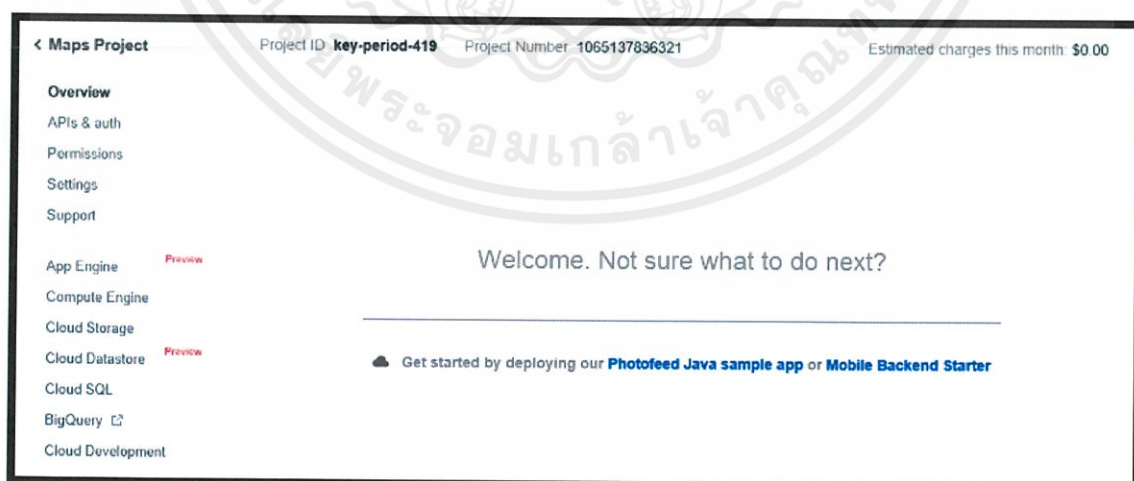 < Maps Project Project ID key-period-419 Project Number 1065137836321 Estimated charges this month: $0.00
Overview
APIs & auth
Permissions
Settings
Support
App Engine Preview
Compute Engine
Cloud Storage
Cloud Datastore Preview
Cloud SQL
BigQuery
Cloud Development
Welcome. Not sure what to do next?
Get started by deploying our Photofeed Java sample app or Mobile Backend Starter
พระจอมเกล้าเจ้าคุณท